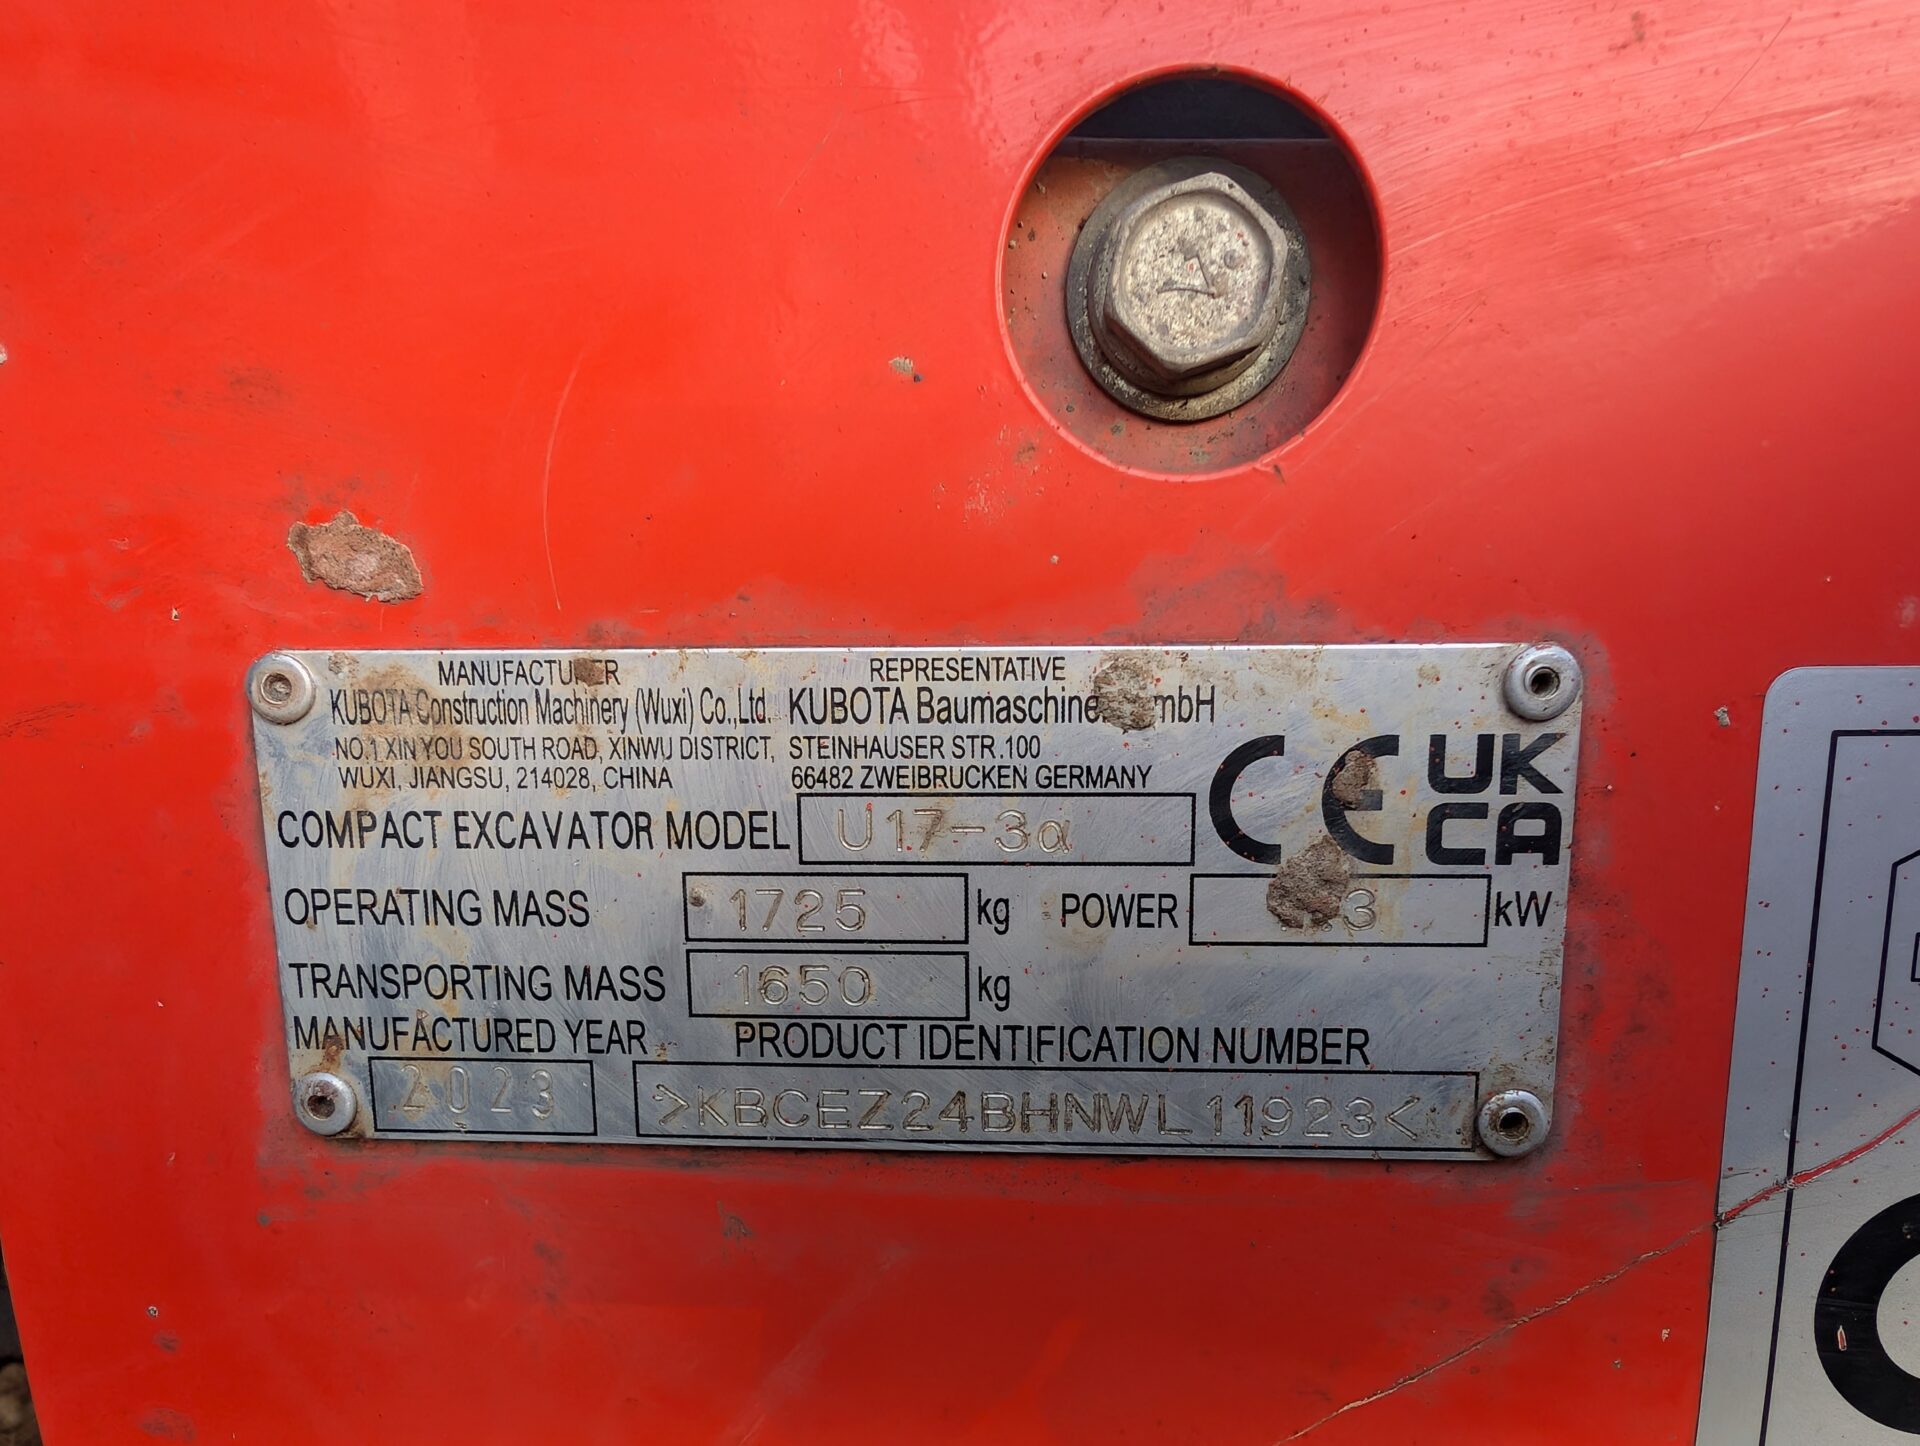 MANUFACTURER
KUBOTA Construction Machinery (Wuxi) Co.,Ltd.
NO.1 XIN YOU SOUTH ROAD, XINWU DISTRICT,
WUXI, JIANGSU, 214028, CHINA
REPRESENTATIVE
KUBOTA Baumaschinen GmbH
STEINHAUSER STR.100
66482 ZWEIBRUCKEN GERMANY
COMPACT EXCAVATOR MODEL U17-3α
CE UK CA
OPERATING MASS 1725 kg POWER kW
TRANSPORTING MASS 1650 kg
MANUFACTURED YEAR PRODUCT IDENTIFICATION NUMBER
2023 >KBCEZ24BHNWL11923<